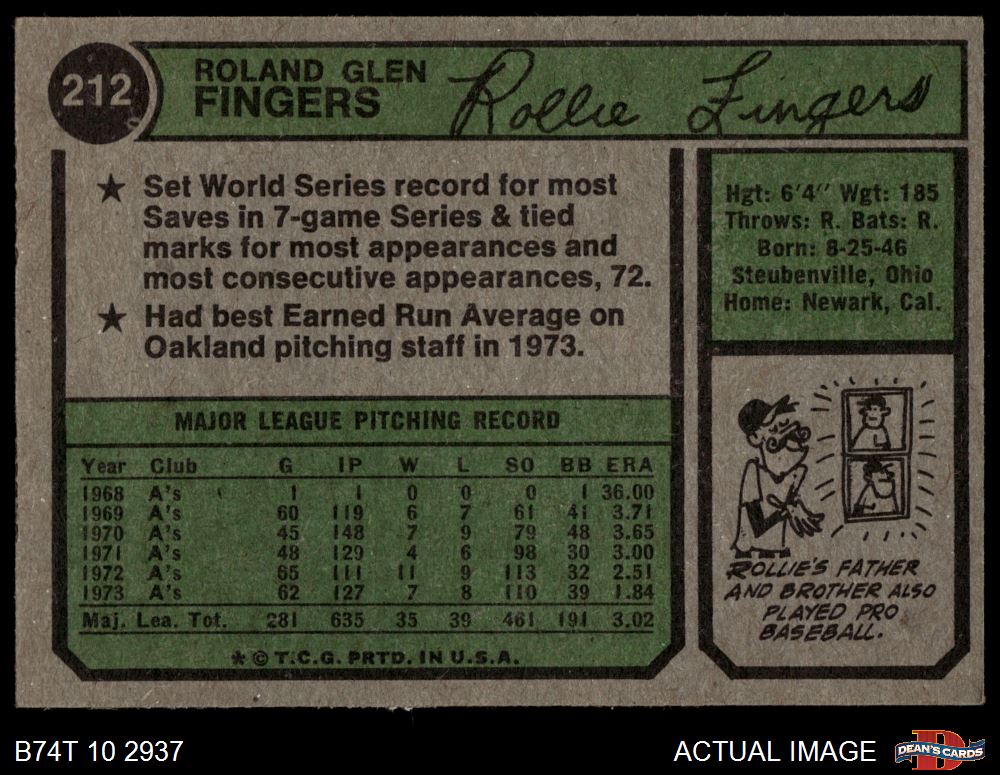 212
ROLAND GLEN
FINGERS
Rollie Fingers
★ Set World Series record for most
Saves in 7-game Series & tied
marks for most appearances and
most consecutive appearances, 72.
★ Had best Earned Run Average on
Oakland pitching staff in 1973.
Hgt: 6'4" Wgt: 185
Throws: R. Bats: R.
Born: 8-25-46
Steubenville, Ohio
Home: Newark, Cal.
MAJOR LEAGUE PITCHING RECORD
Year Club G IP W L SO BB ERA
1968 A's 1 1 0 0 0 1 36.00
1969 A's 60 119 6 7 61 41 3.71
1970 A's 45 148 7 9 79 48 3.65
1971 A's 48 129 4 6 98 30 3.00
1972 A's 65 111 11 9 113 32 2.51
1973 A's 62 127 7 8 110 39 1.84
Maj. Lea. Tot. 281 635 35 39 461 191 3.02
* © T.C.G. PRTD. IN U.S.A.
ROLLIE'S FATHER
AND BROTHER ALSO
PLAYED PRO
BASEBALL.
B74T 10 2937
ACTUAL IMAGE
DEAN'S CARDS